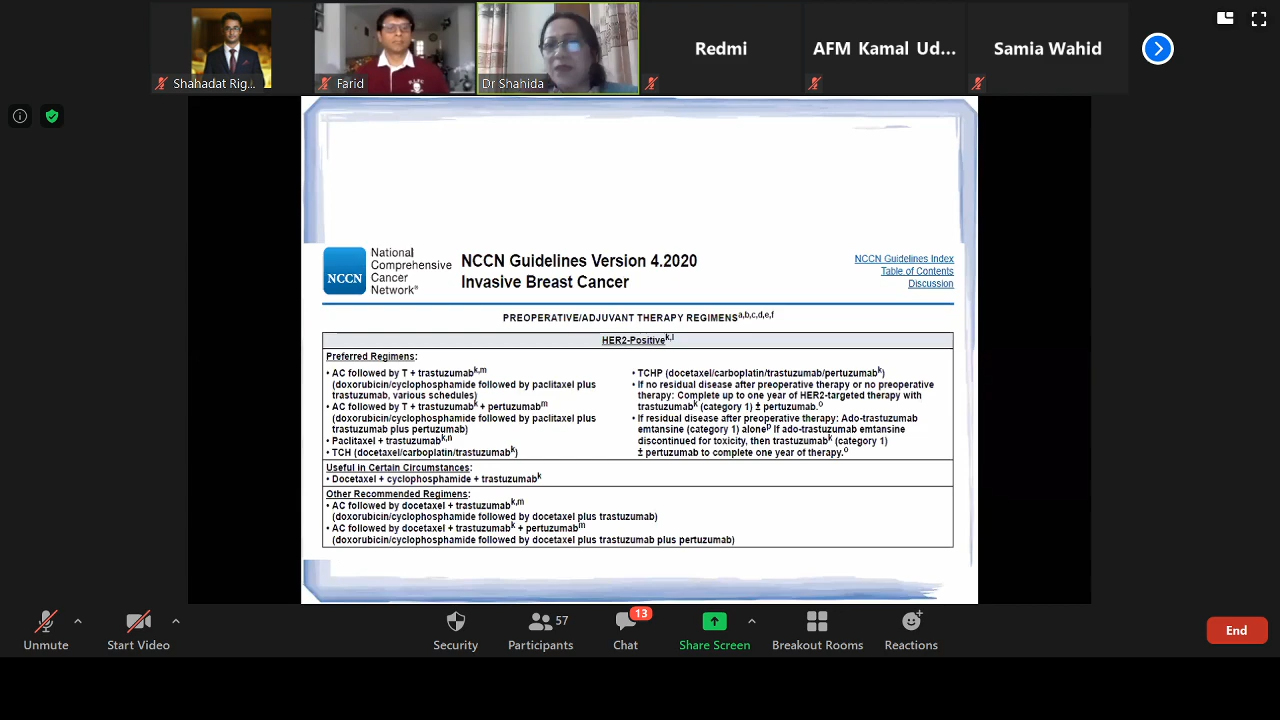 Redmi
AFM Kamal Ud...
Samia Wahid
Shahadat Rig...
Farid
Dr Shahida
NCCN
National
Comprehensive
Cancer
Network®
NCCN Guidelines Version 4.2020
Invasive Breast Cancer
NCCN Guidelines Index
Table of Contents
Discussion
PREOPERATIVE/ADJUVANT THERAPY REGIMENSa,b,c,d,e,f
HER2-Positivek,l
Preferred Regimens:
• AC followed by T + trastuzumabk,m
(doxorubicin/cyclophosphamide followed by paclitaxel plus
trastuzumab, various schedules)
• AC followed by T + trastuzumabk + pertuzumabm
(doxorubicin/cyclophosphamide followed by paclitaxel plus
trastuzumab plus pertuzumab)
• Paclitaxel + trastuzumabk,n
• TCH (docetaxel/carboplatin/trastuzumabk)
• TCHP (docetaxel/carboplatin/trastuzumab/pertuzumabk)
• If no residual disease after preoperative therapy or no preoperative
therapy: Complete up to one year of HER2-targeted therapy with
trastuzumabk (category 1) ± pertuzumab.o
• If residual disease after preoperative therapy: Ado-trastuzumab
emtansine (category 1) alonep If ado-trastuzumab emtansine
discontinued for toxicity, then trastuzumabk (category 1)
± pertuzumab to complete one year of therapy.o
Useful in Certain Circumstances:
• Docetaxel + cyclophosphamide + trastuzumabk
Other Recommended Regimens:
• AC followed by docetaxel + trastuzumabk,m
(doxorubicin/cyclophosphamide followed by docetaxel plus trastuzumab)
• AC followed by docetaxel + trastuzumabk + pertuzumabm
(doxorubicin/cyclophosphamide followed by docetaxel plus trastuzumab plus pertuzumab)
57
13
Unmute
Start Video
Security
Participants
Chat
Share Screen
Breakout Rooms
Reactions
End